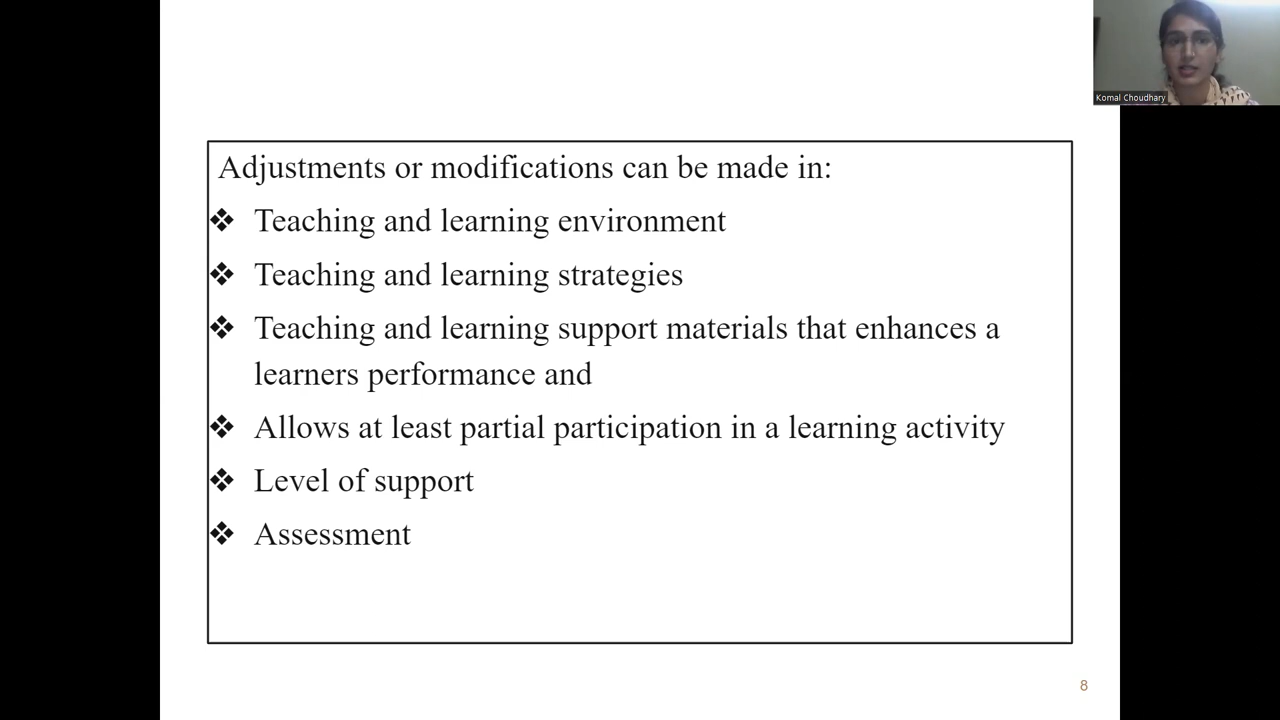 Komal Choudhary
Adjustments or modifications can be made in:
❖ Teaching and learning environment
❖ Teaching and learning strategies
❖ Teaching and learning support materials that enhances a
learners performance and
❖ Allows at least partial participation in a learning activity
❖ Level of support
❖ Assessment
8